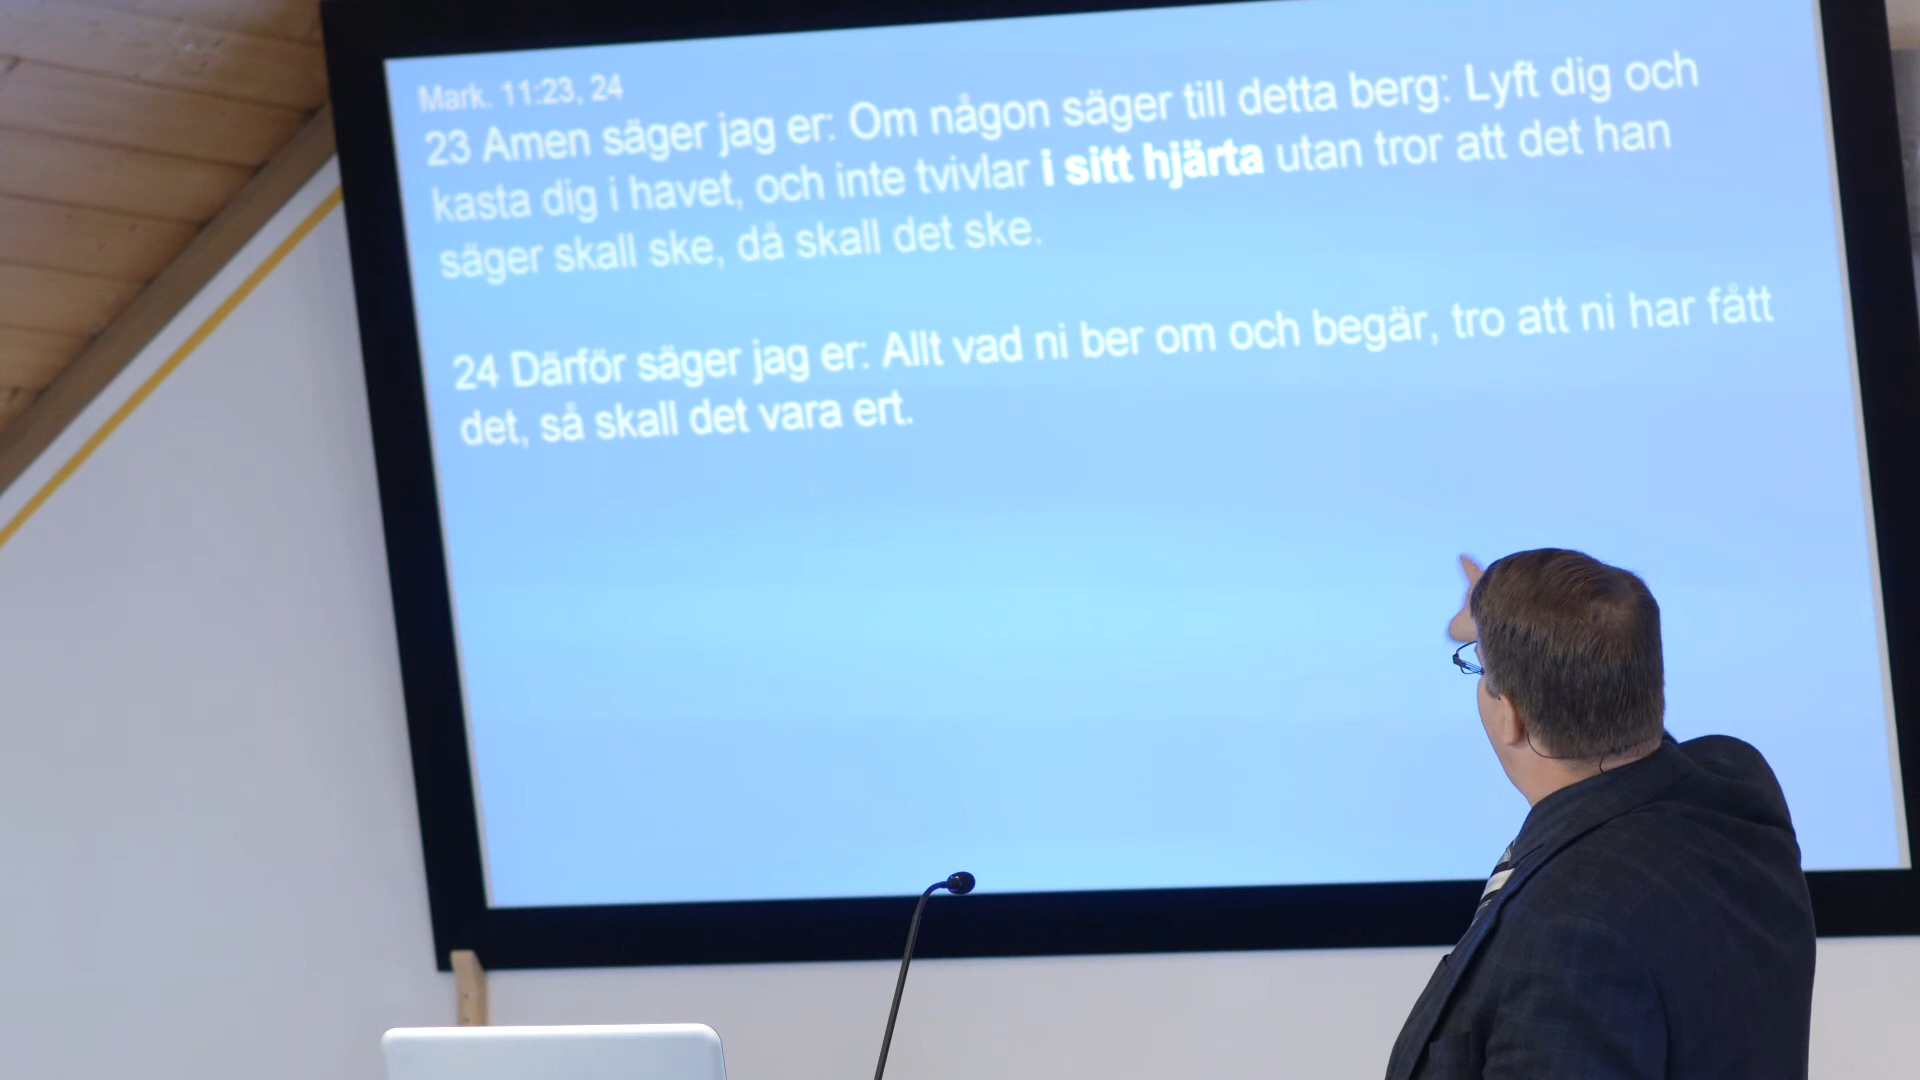 Mark. 11:23, 24
23 Amen säger jag er: Om någon säger till detta berg: Lyft dig och
kasta dig i havet, och inte tvivlar i sitt hjärta utan tror att det han
säger skall ske, då skall det ske.
24 Därför säger jag er: Allt vad ni ber om och begär, tro att ni har fått
det, så skall det vara ert.